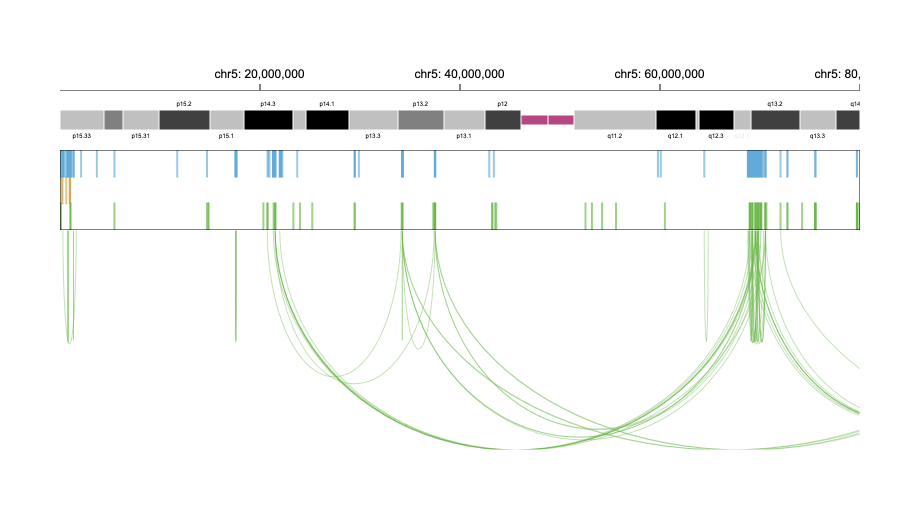 chr5: 20,000,000 chr5: 40,000,000 chr5: 60,000,000 chr5: 80,
p15.2 p14.3 p14.1 p13.2 p12 q13.2 q14
p15.33 p15.31 p15.1 p13.3 p13.1 q11.2 q12.1 q12.3 q13.3